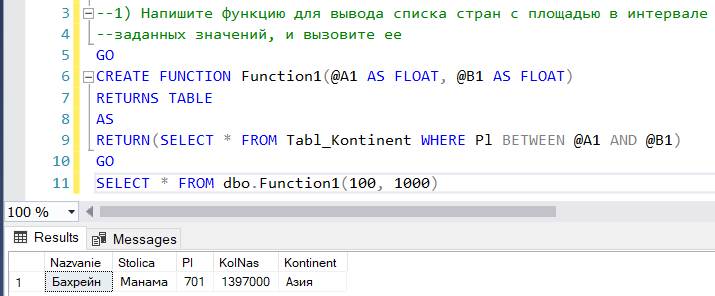 3 --1) Напишите функцию для вывода списка стран с площадью в интервале
4 --заданных значений, и вызовите ее
5 GO
6 CREATE FUNCTION Function1(@A1 AS FLOAT, @B1 AS FLOAT)
7 RETURNS TABLE
8 AS
9 RETURN(SELECT * FROM Tabl_Kontinent WHERE Pl BETWEEN @A1 AND @B1)
10 GO
11 SELECT * FROM dbo.Function1(100, 1000)
100 %
Results Messages
Nazvanie Stolica Pl KolNas Kontinent
1 Бахрейн Манама 701 1397000 Азия